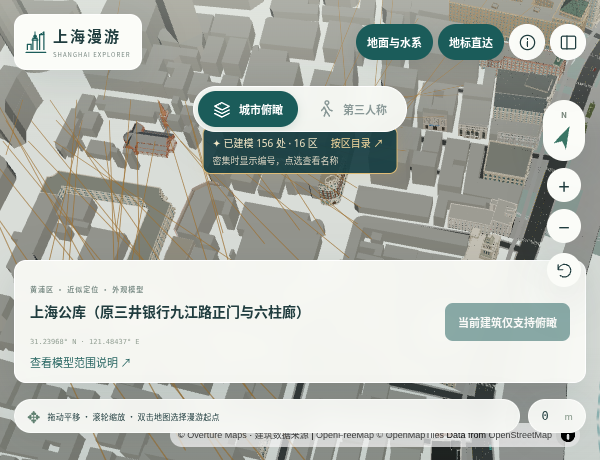 上海漫游
SHANGHAI EXPLORER
地面与水系
地标直达
城市俯瞰
第三人称
✦ 已建模 156 处 · 16 区 按区目录 ↗
密集时显示编号，点选查看名称
N
+
−
黄浦区 · 近似定位 · 外观模型
上海公库（原三井银行九江路正门与六柱廊）
当前建筑仅支持俯瞰
31.23968° N · 121.48437° E
查看模型范围说明 ↗
拖动平移 · 滚轮缩放 · 双击地图选择漫游起点
0 m
© Overture Maps · 建筑数据来源 | OpenFreeMap © OpenMapTiles Data from OpenStreetMap